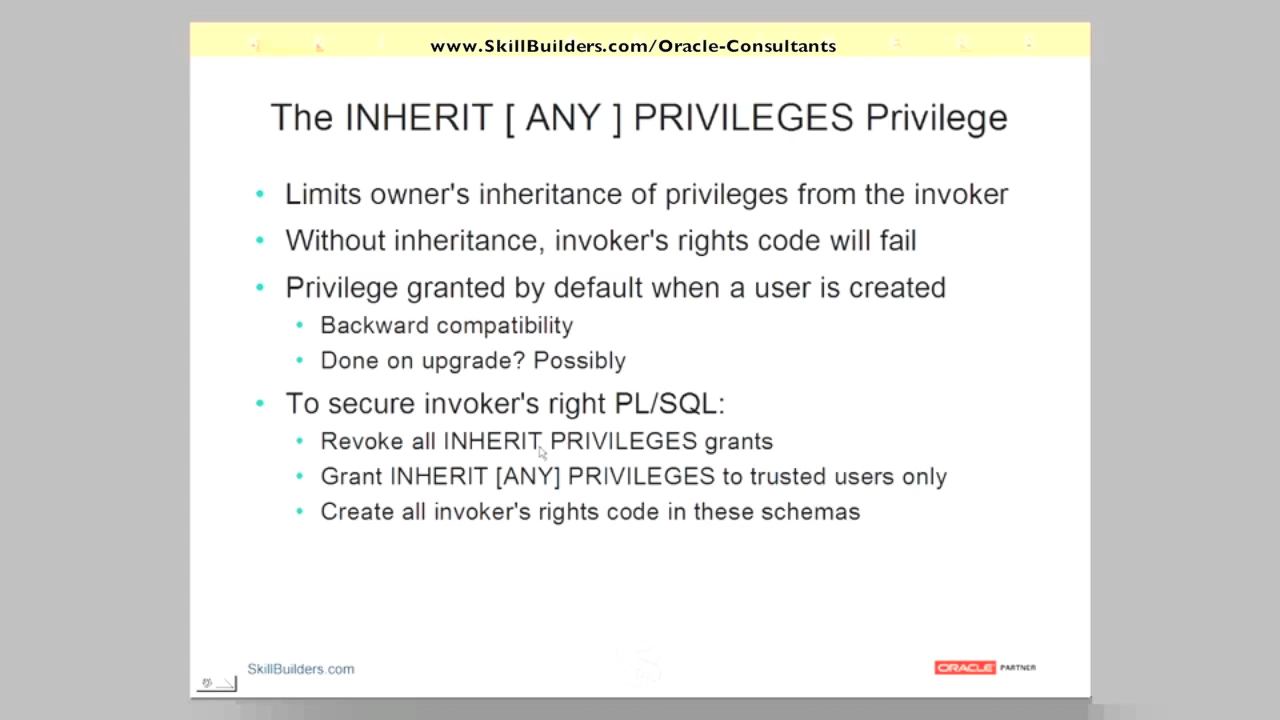 www.SkillBuilders.com/Oracle-Consultants
The INHERIT [ ANY ] PRIVILEGES Privilege
• Limits owner's inheritance of privileges from the invoker
• Without inheritance, invoker's rights code will fail
• Privilege granted by default when a user is created
• Backward compatibility
• Done on upgrade? Possibly
• To secure invoker's right PL/SQL:
• Revoke all INHERIT PRIVILEGES grants
• Grant INHERIT [ANY] PRIVILEGES to trusted users only
• Create all invoker's rights code in these schemas
SkillBuilders.com
ORACLE PARTNER